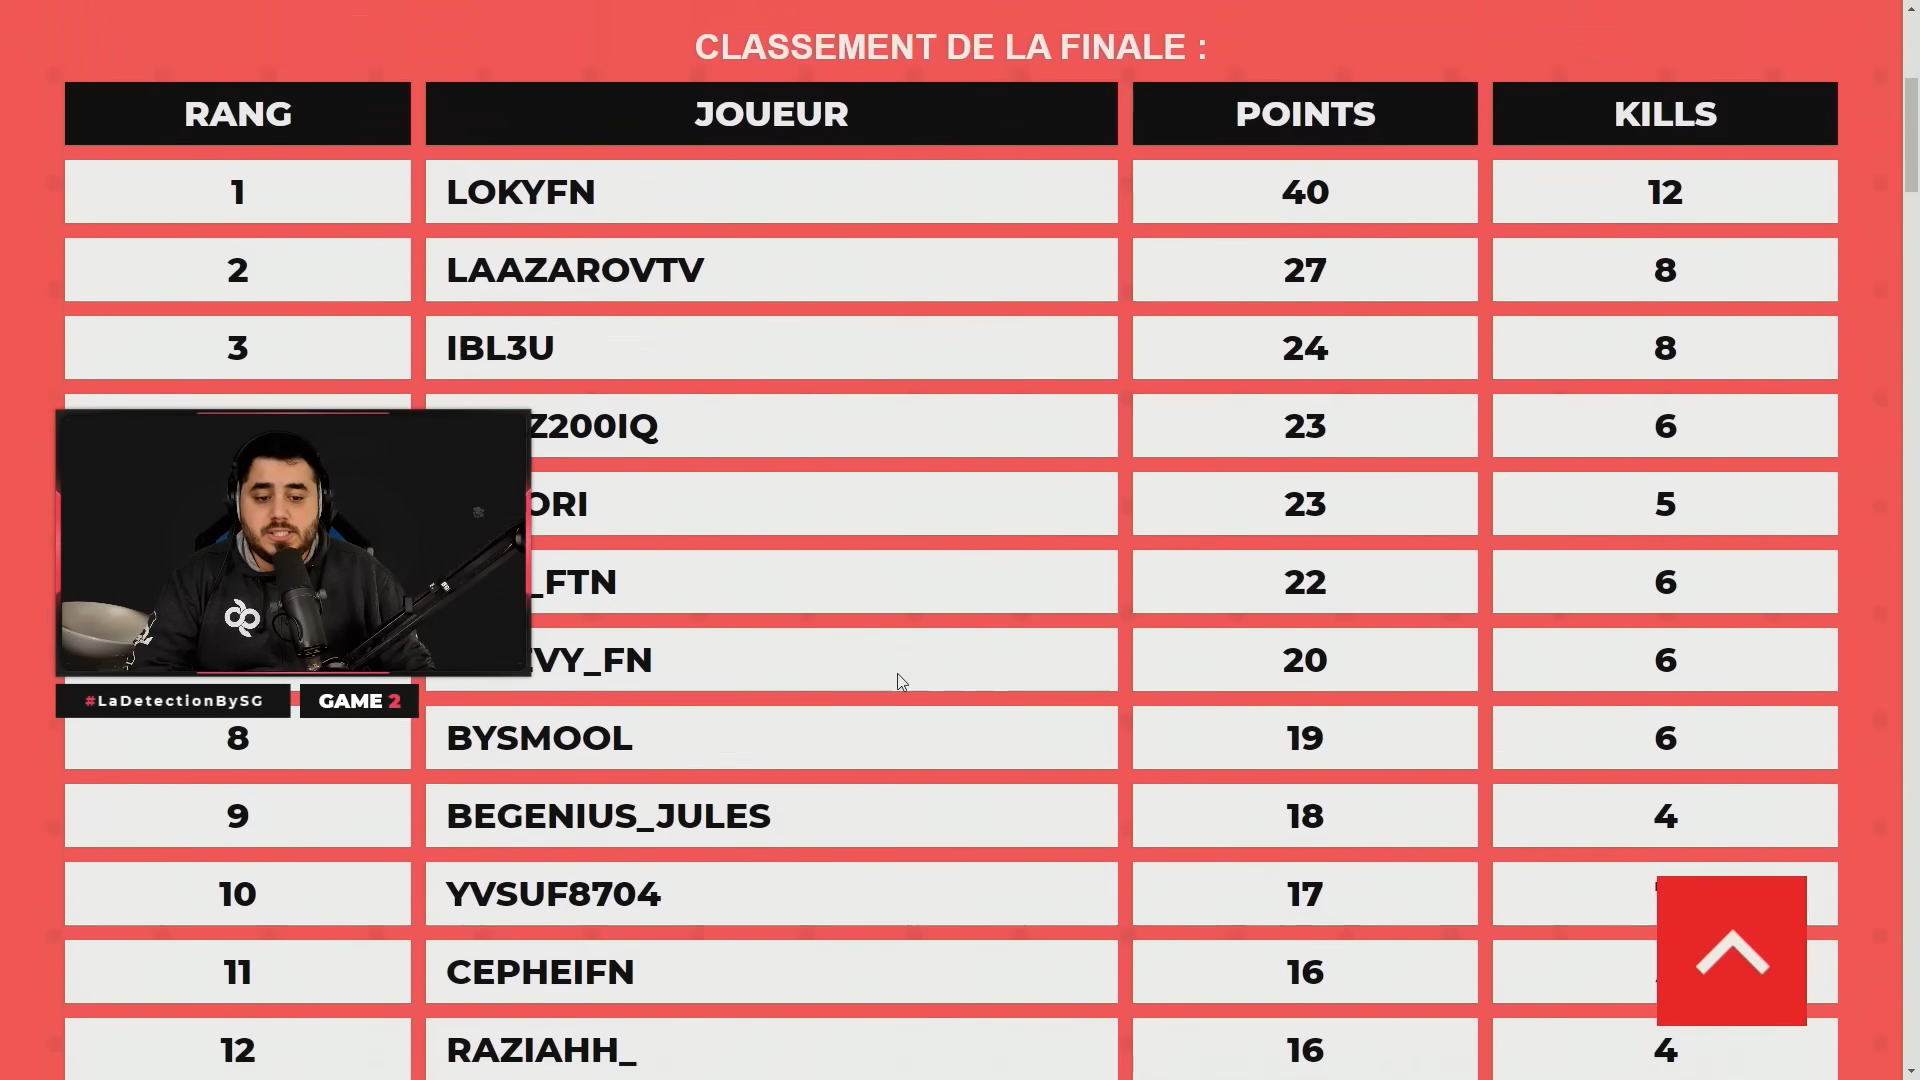 CLASSEMENT DE LA FINALE :
RANG JOUEUR POINTS KILLS
1 LOKYFN 40 12
2 LAAZAROVTV 27 8
3 IBL3U 24 8
Z200IQ 23 6
ORI 23 5
_FTN 22 6
VY_FN 20 6
#LaDetectionBySG GAME 2
8 BYSMOOL 19 6
9 BEGENIUS_JULES 18 4
10 YVSUF8704 17
11 CEPHEIFN 16
12 RAZIAHH_ 16 4